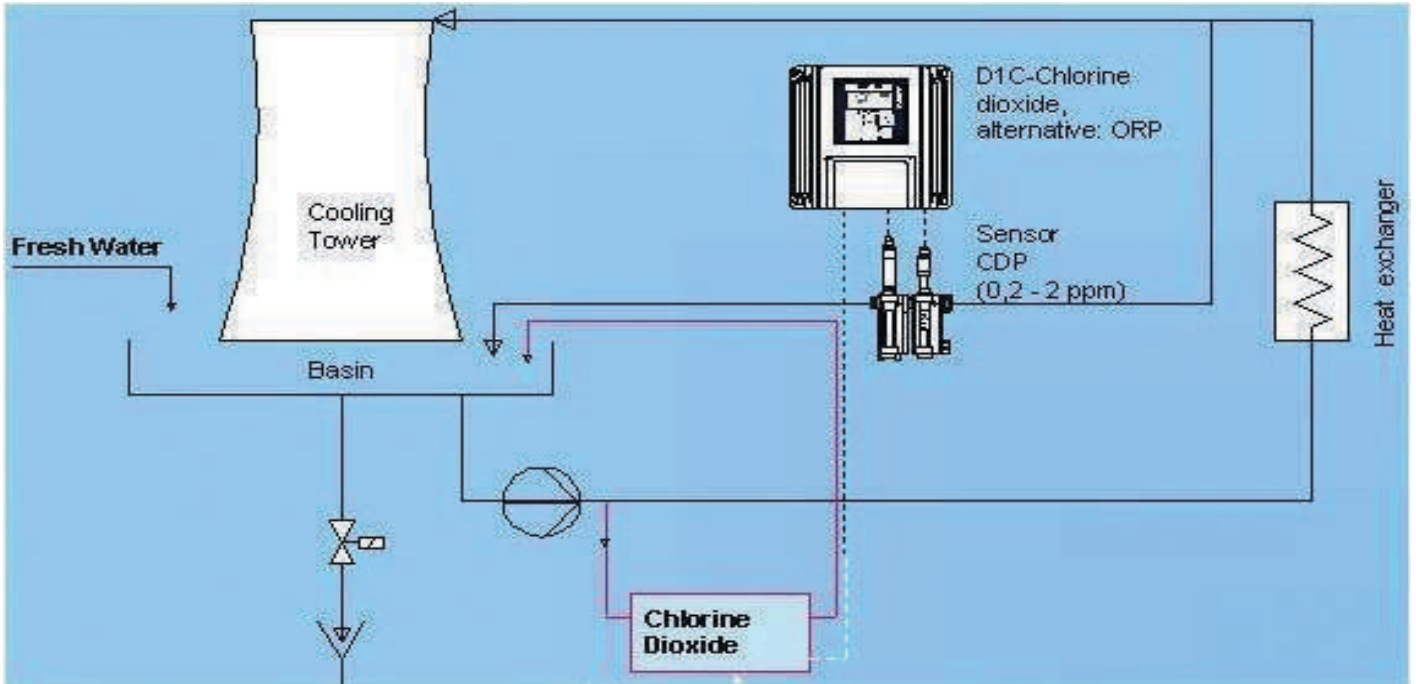 D1C-Chlorine
dioxide,
alternative: ORP
Cooling
Tower
Fresh Water
Sensor
CDP
(0,2 - 2 ppm)
Heat exchanger
Basin
Chlorine
Dioxide